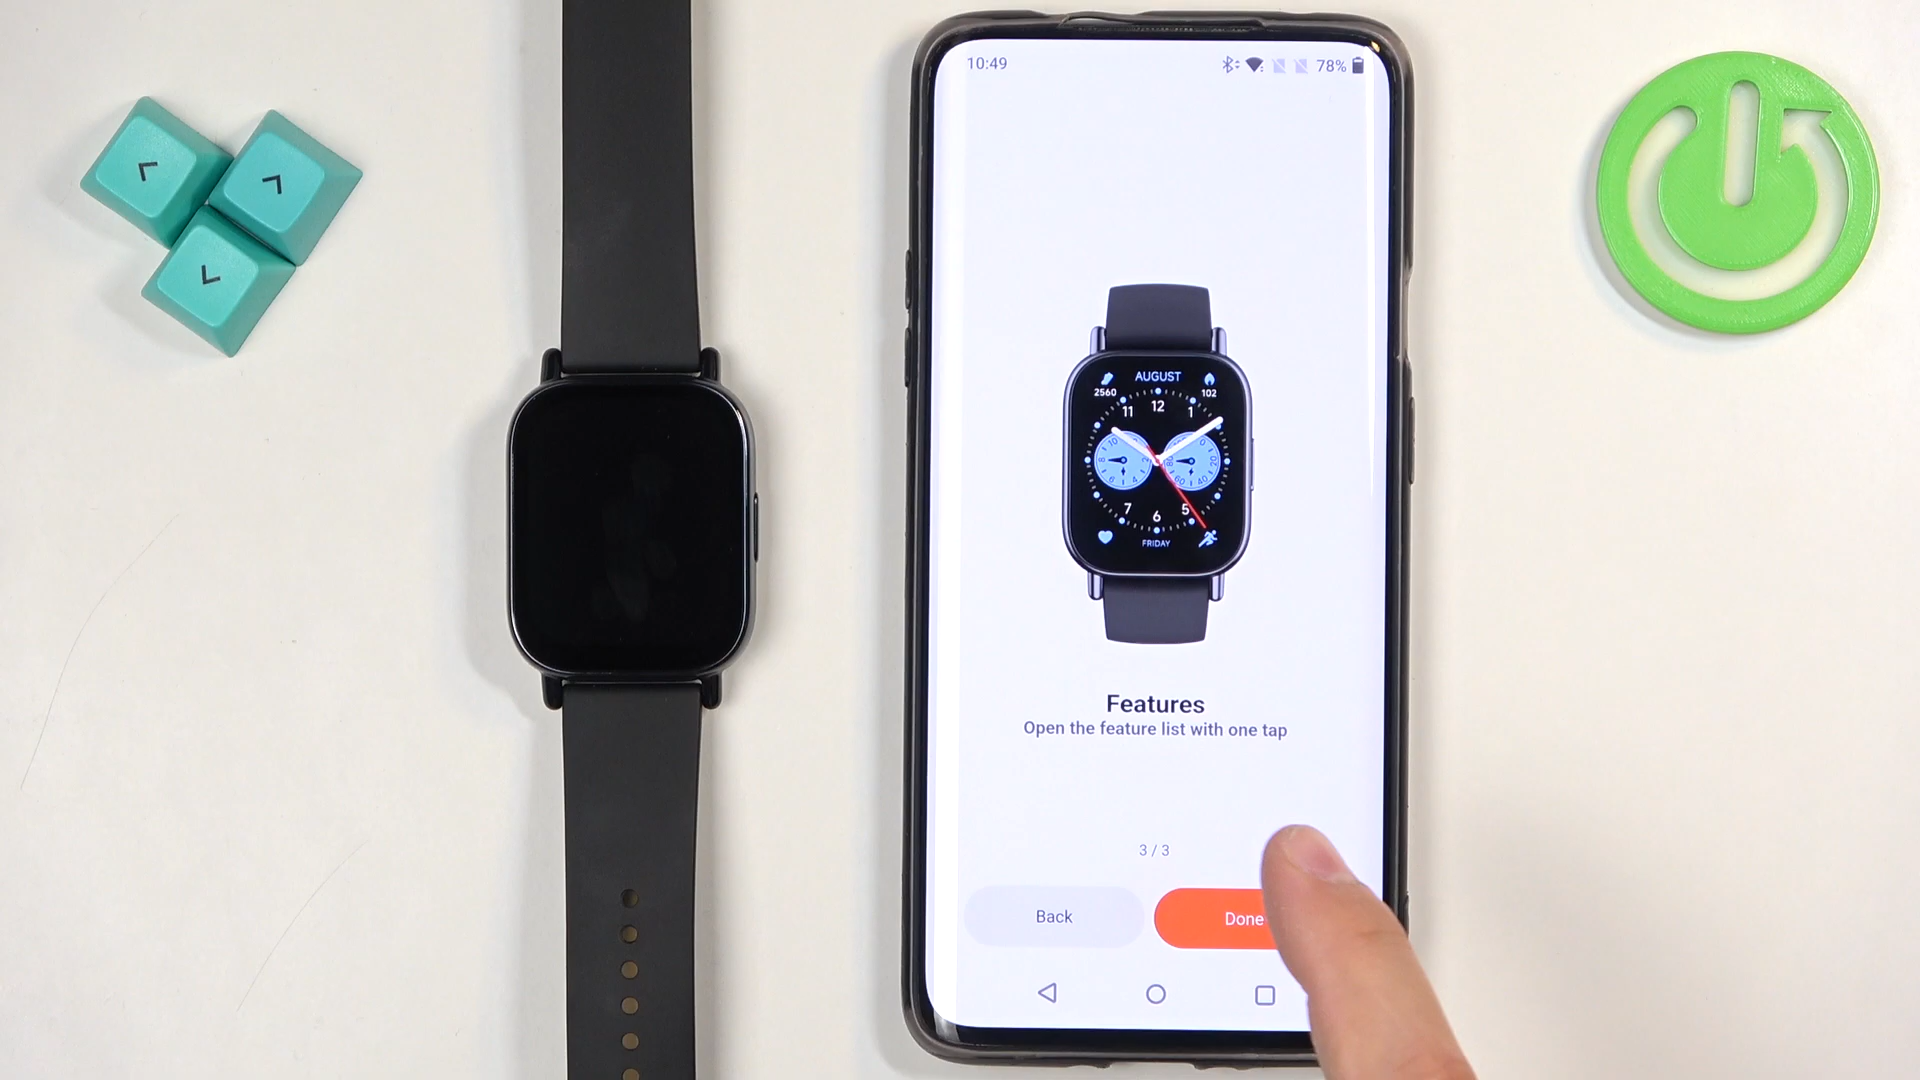 10:49
78%
AUGUST
2560
102
11 12 1
7 6 5
FRIDAY
Features
Open the feature list with one tap
3 / 3
Back
Done